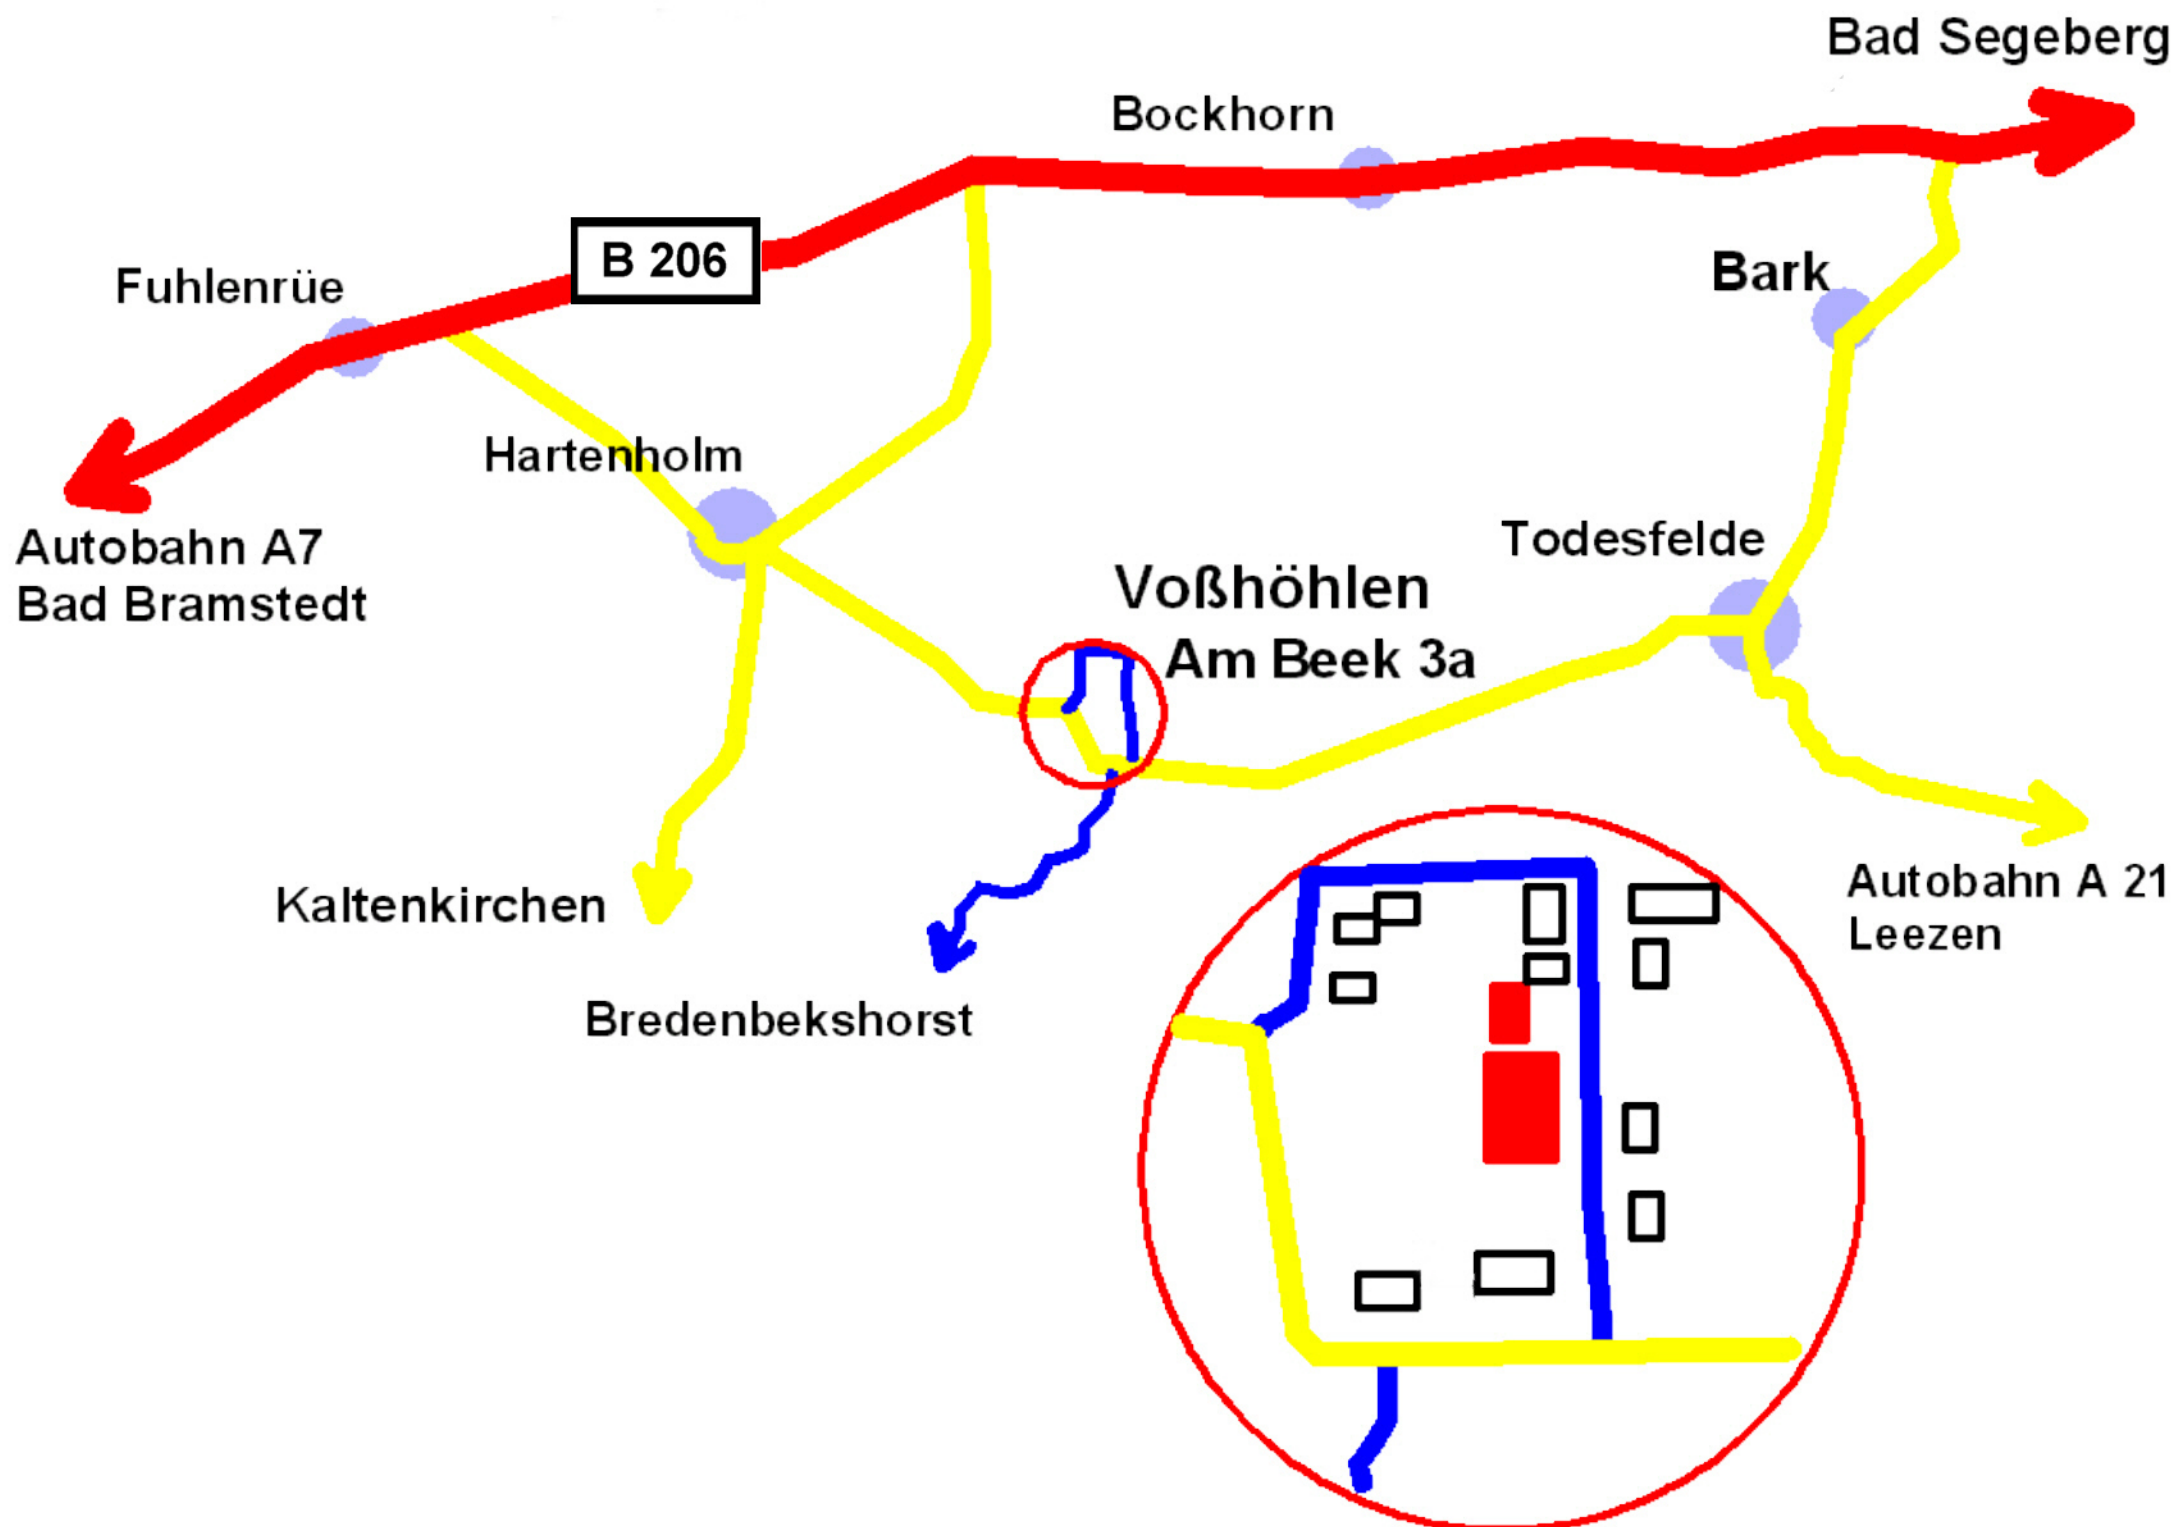 Bad Segeberg
Bockhorn
B 206
Fuhlenrüe
Bark
Hartenholm
Autobahn A7
Bad Bramstedt
Todesfelde
Voßhöhlen
Am Beek 3a
Kaltenkirchen
Autobahn A 21
Leezen
Bredenbekshorst